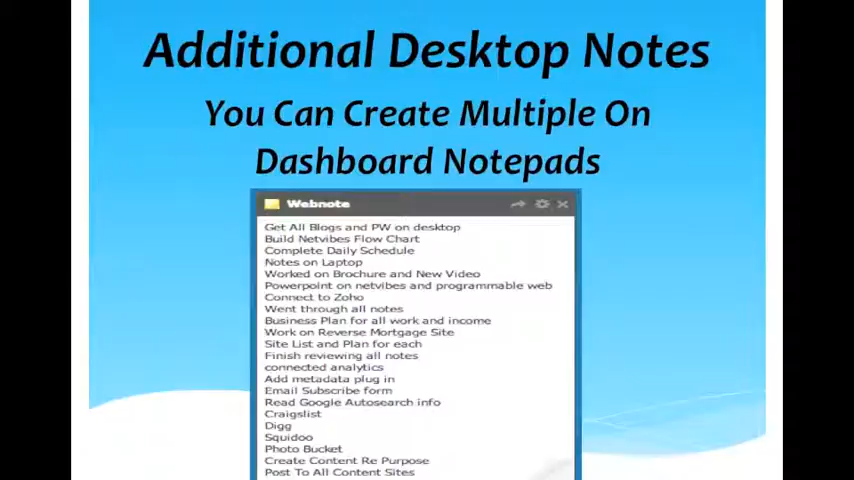 Additional Desktop Notes
You Can Create Multiple On
Dashboard Notepads
Webnote
Get All Blogs and PW on desktop
Build Netvibes Flow Chart
Complete Daily Schedule
Notes on Laptop
Worked on Brochure and New Video
Powerpoint on netvibes and programmable web
Connect to Zoho
Went through all notes
Business Plan for all work and income
Work on Reverse Mortgage Site
Site List and Plan for each
Finish reviewing all notes
connected analytics
Add metadata plug in
Email Subscribe form
Read Google Autosearch info
Craigslist
Digg
Squidoo
Photo Bucket
Create Content Re Purpose
Post To All Content Sites